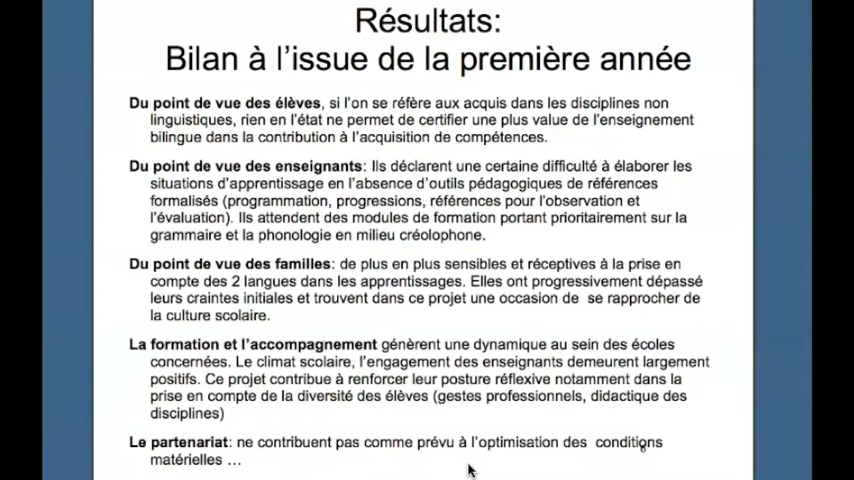 Résultats:
Bilan à l'issue de la première année
Du point de vue des élèves, si l'on se réfère aux acquis dans les disciplines non
linguistiques, rien en l'état ne permet de certifier une plus value de l'enseignement
bilingue dans la contribution à l'acquisition de compétences.
Du point de vue des enseignants: Ils déclarent une certaine difficulté à élaborer les
situations d'apprentissage en l'absence d'outils pédagogiques de références
formalisés (programmation, progressions, références pour l'observation et
l'évaluation). Ils attendent des modules de formation portant prioritairement sur la
grammaire et la phonologie en milieu créolophone.
Du point de vue des familles: de plus en plus sensibles et réceptives à la prise en
compte des 2 langues dans les apprentissages. Elles ont progressivement dépassé
leurs craintes initiales et trouvent dans ce projet une occasion de se rapprocher de
la culture scolaire.
La formation et l'accompagnement génèrent une dynamique au sein des écoles
concernées. Le climat scolaire, l'engagement des enseignants demeurent largement
positifs. Ce projet contribue à renforcer leur posture réflexive notamment dans la
prise en compte de la diversité des élèves (gestes professionnels, didactique des
disciplines)
Le partenariat: ne contribuent pas comme prévu à l'optimisation des conditions
matérielles …